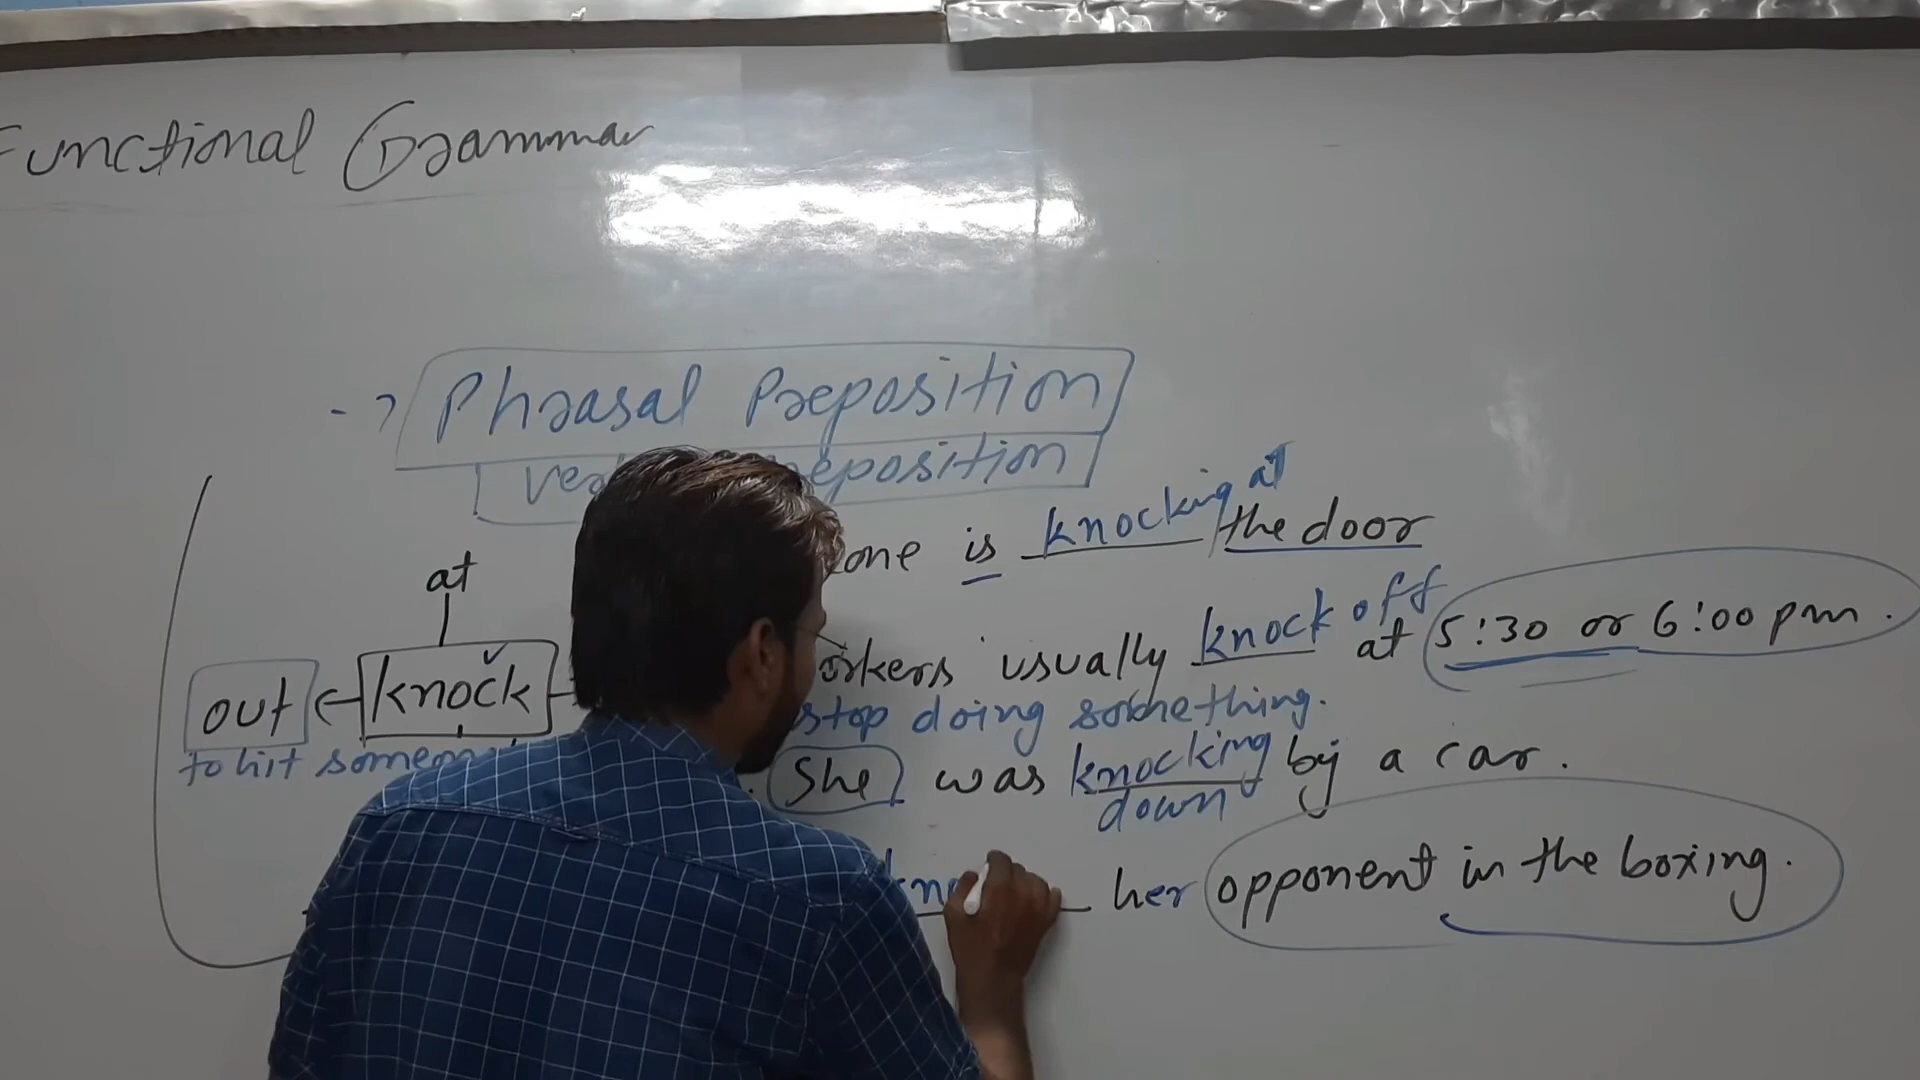 Functional Grammar
Phrasal Preposition
eposition
one is knocking at the door
at
orkers usually knock off at 5:30 or 6:00 pm.
out knock
stop doing something.
to hit
She was knocking down by a car.
her opponent in the boxing.